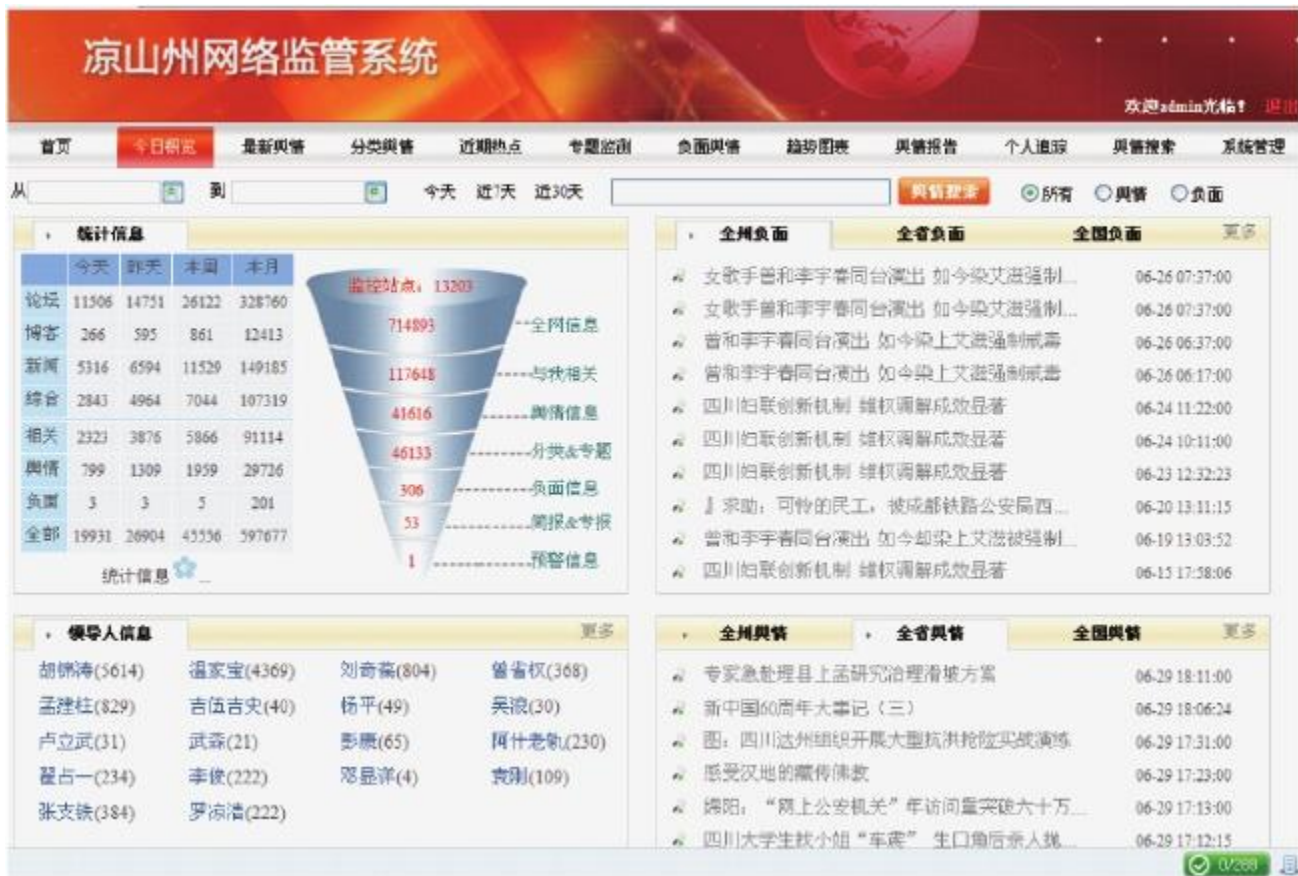 凉山州网络监管系统
欢迎admin光临! 退出
首页 今日概览 最新舆情 分类舆情 近期热点 专题监测 负面舆情 趋势图表 舆情报告 个人追踪 舆情搜索 系统管理
从 到 今天 近7天 近30天 舆情搜索 所有 舆情 负面
统计信息
今天 昨天 本周 本月
论坛 11506 14751 26122 328760
博客 266 595 861 12413
新闻 5316 6594 11529 149185
综合 2843 4964 7044 107319
相关 2323 3876 5866 91114
舆情 799 1309 1959 29726
负面 3 3 5 201
全部 19931 26904 45556 597677
统计信息 ...
监控站点: 13203
714893 全网信息
117648 与我相关
41616 舆情信息
46133 分类&专题
306 负面信息
53 简报&专报
1 预警信息
全州负面 全省负面 全国负面 更多
女歌手曾和李宇春同台演出 如今染艾滋强制... 06-26 07:37:00
女歌手曾和李宇春同台演出 如今染艾滋强制... 06-26 07:37:00
曾和李宇春同台演出 如今染上艾滋强制戒毒 06-26 06:37:00
曾和李宇春同台演出 如今染上艾滋强制戒毒 06-26 06:17:00
四川妇联创新机制 维权调解成效显著 06-24 11:22:00
四川妇联创新机制 维权调解成效显著 06-24 10:11:00
四川妇联创新机制 维权调解成效显著 06-23 12:32:23
』求助:可怜的民工,被成都铁路公安局西... 06-20 13:11:15
曾和李宇春同台演出 如今却染上艾滋被强制... 06-19 13:03:52
四川妇联创新机制 维权调解成效显著 06-15 17:58:06
领导人信息 更多
胡锦涛(5614) 温家宝(4369) 刘奇葆(804) 曾省权(368)
孟建柱(829) 吉伍吉史(40) 杨平(49) 吴浪(30)
卢立武(31) 武森(21) 彭康(65) (230)
翟占一(234) 李俊(222) 邓显洋(4) 袁刚(109)
张支铁(384) 罗凉清(222)
全州舆情 全省舆情 全国舆情 更多
专家急赴理县上孟研究治理滑坡方案 06-29 18:11:00
新中国60周年大事记(三) 06-29 18:06:24
图:四川达州组织开展大型抗洪抢险实战演练 06-29 17:31:00
感受汉地的藏传佛教 06-29 17:23:00
绵阳:“网上公安机关”年访问量突破六十万... 06-29 17:13:00
四川大学生找小姐“车震” 生口角后亲人拢... 06-29 17:12:15
0/288